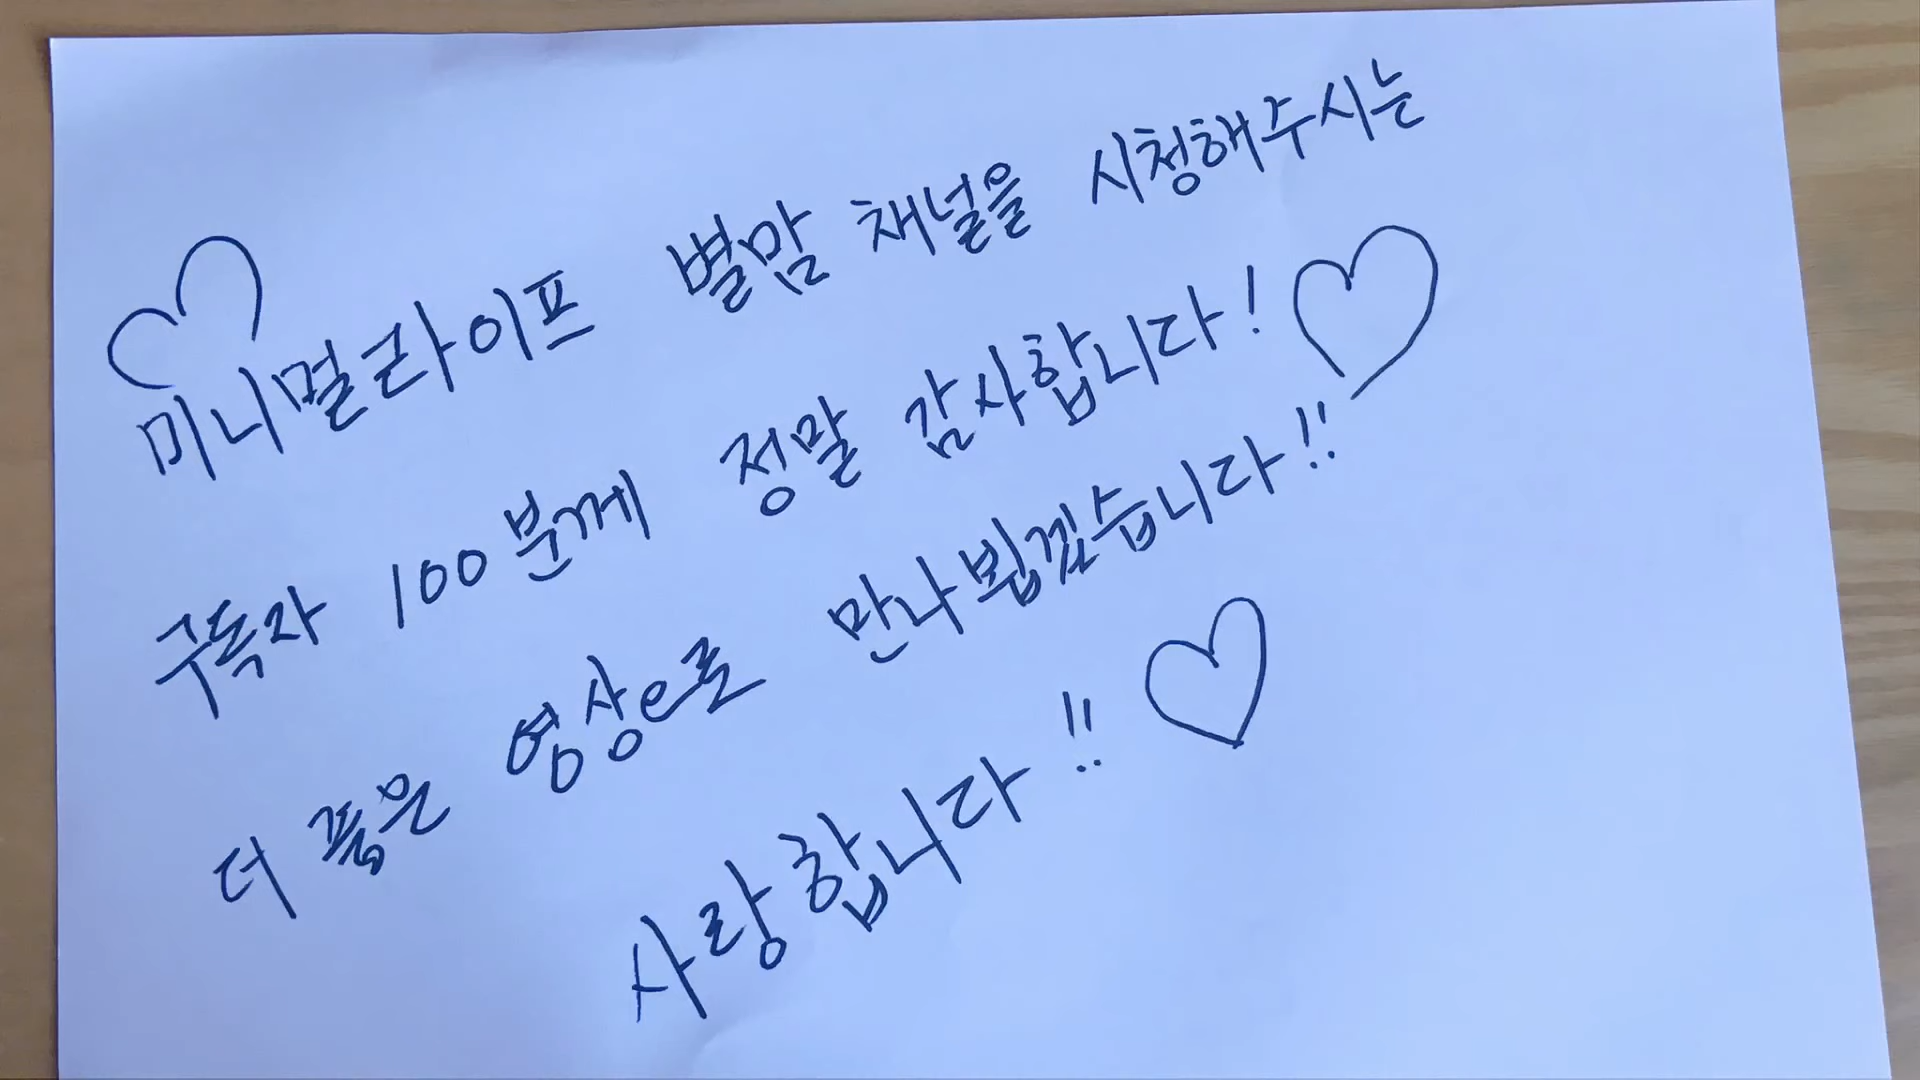 미니멀라이프 별맘 채널을 시청해주시는
구독자 100분께 정말 감사합니다!
더 좋은 영상으로 만나뵙겠습니다!!
사랑합니다!!